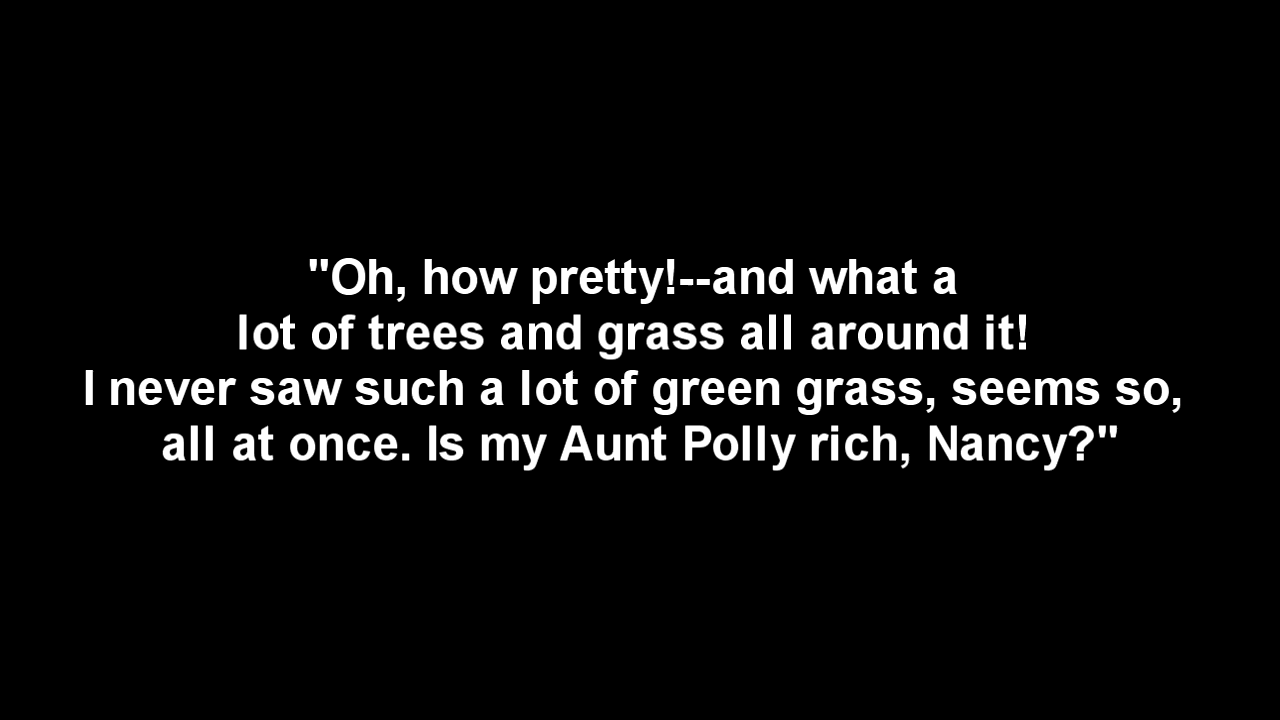 "Oh, how pretty!--and what a
lot of trees and grass all around it!
I never saw such a lot of green grass, seems so,
all at once. Is my Aunt Polly rich, Nancy?"